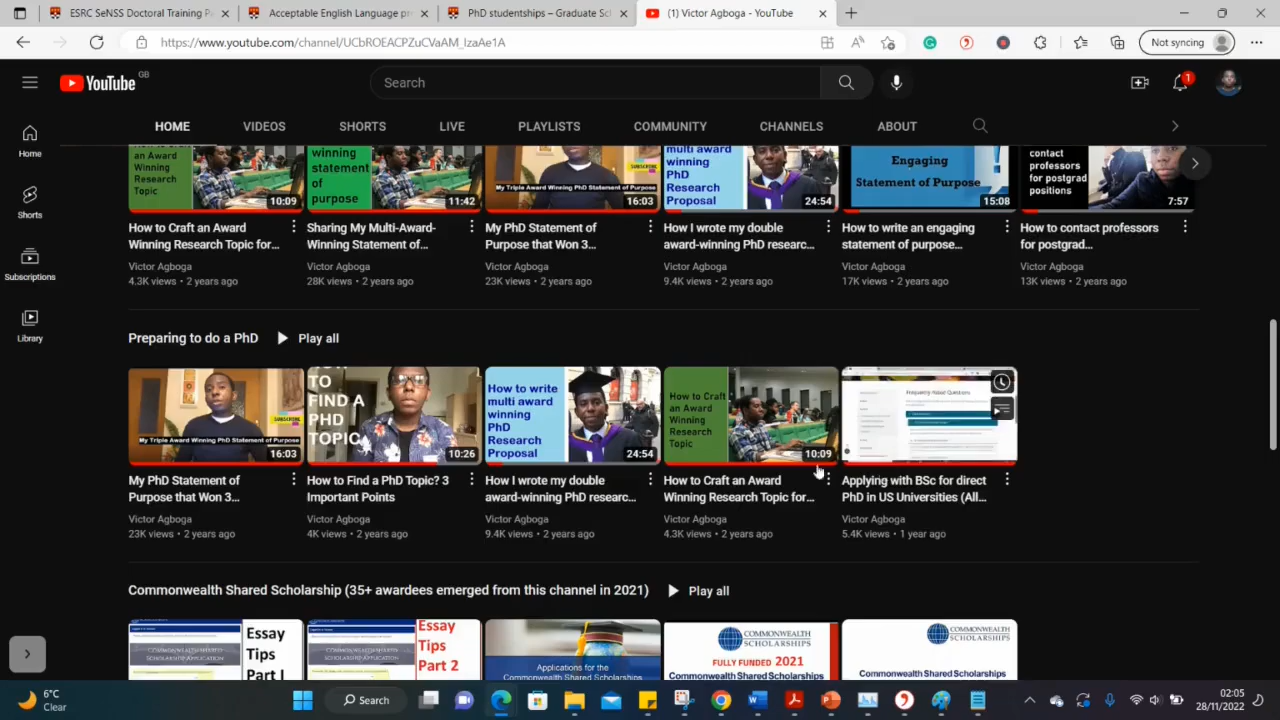 ESRC SeNSS Doctoral Training P
Acceptable English Language pr
PhD studentships – Graduate Sc
(1) Victor Agboga - YouTube
https://www.youtube.com/channel/UCbROEACPZuCVaAM_IzaAe1A
Not syncing
YouTube GB
Search
1
HOME VIDEOS SHORTS LIVE PLAYLISTS COMMUNITY CHANNELS ABOUT
Home
Shorts
Subscriptions
Library
an Award
Winning
Research
Topic
10:09
winning
statement
of
purpose
11:42
SUBSCRIBE
My Triple Award Winning PhD Statement of Purpose
16:03
multi award
winning
PhD
Research
Proposal
24:54
Engaging
Statement of Purpose
15:08
contact
professors
for postgrad
positions
7:57
How to Craft an Award
Winning Research Topic for...
Victor Agboga
4.3K views • 2 years ago
Sharing My Multi-Award-
Winning Statement of...
Victor Agboga
28K views • 2 years ago
My PhD Statement of
Purpose that Won 3...
Victor Agboga
23K views • 2 years ago
How I wrote my double
award-winning PhD researc...
Victor Agboga
9.4K views • 2 years ago
How to write an engaging
statement of purpose...
Victor Agboga
17K views • 2 years ago
How to contact professors
for postgrad...
Victor Agboga
13K views • 2 years ago
Preparing to do a PhD Play all
SUBSCRIBE
My Triple Award Winning PhD Statement of Purpose
16:03
TO
FIND A
PHD
TOPIC
10:26
How to write
multi award
winning
PhD
Research
Proposal
24:54
How to Craft
an Award
Winning
Research
Topic
10:09
Frequently Asked Questions
My PhD Statement of
Purpose that Won 3...
Victor Agboga
23K views • 2 years ago
How to Find a PhD Topic? 3
Important Points
Victor Agboga
4K views • 2 years ago
How I wrote my double
award-winning PhD researc...
Victor Agboga
9.4K views • 2 years ago
How to Craft an Award
Winning Research Topic for...
Victor Agboga
4.3K views • 2 years ago
Applying with BSc for direct
PhD in US Universities (All...
Victor Agboga
5.4K views • 1 year ago
Commonwealth Shared Scholarship (35+ awardees emerged from this channel in 2021) Play all
COMMONWEALTH SHARED
SCHOLARSHIP APPLICATION
Essay
Tips
Part I
COMMONWEALTH SHARED
SCHOLARSHIP APPLICATION
Essay
Tips
Part 2
Applications for the
Commonwealth Shared Scholarships
COMMONWEALTH
SCHOLARSHIPS
FULLY FUNDED 2021
Commonwealth Shared Scholarships
COMMONWEALTH
SCHOLARSHIPS
Commonwealth Shared Scholarships
6°C
Clear
Search
02:05
28/11/2022